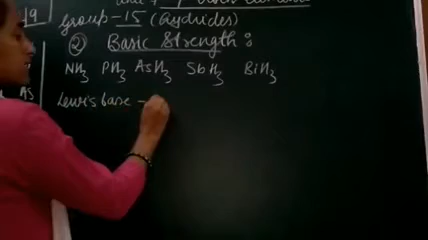 group-15 (Hydrides)
② Basic Strength :
NH3 PH3 AsH3 SbH3 BiH3
Lewis base →